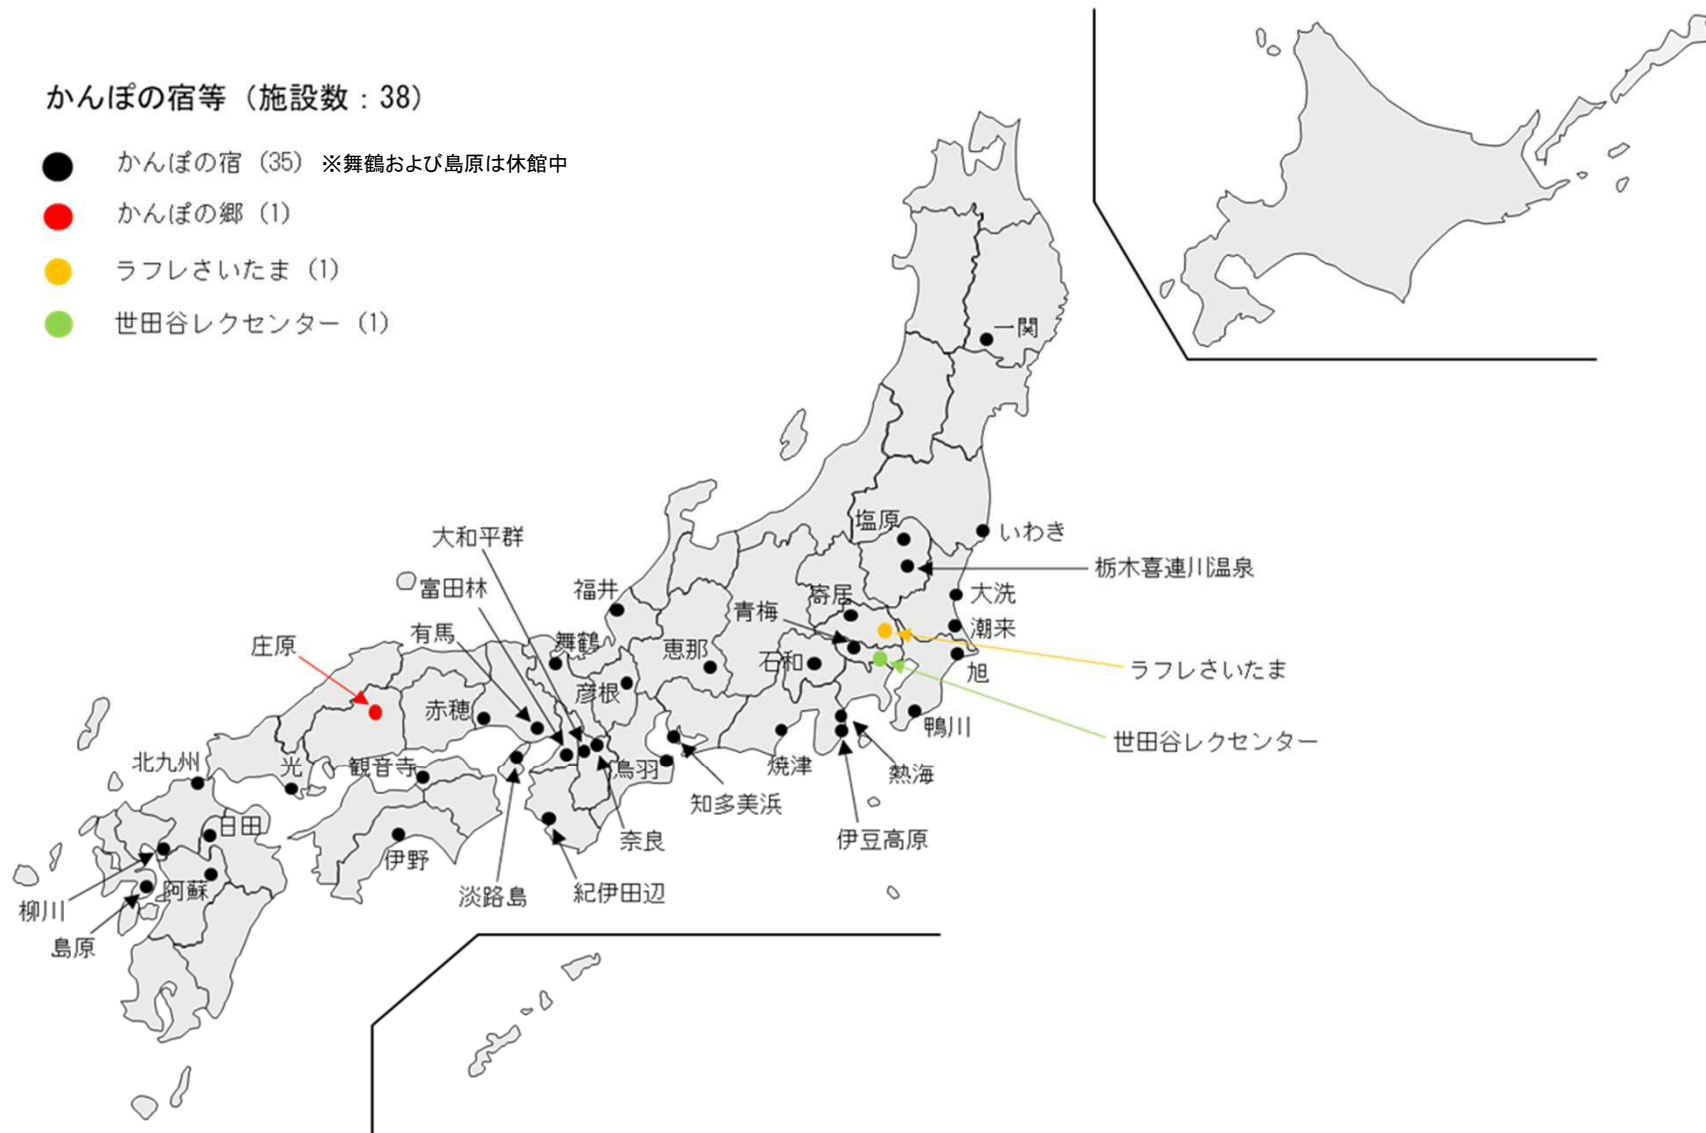 かんぽの宿等（施設数：38）
かんぽの宿（35）※舞鶴および島原は休館中
かんぽの郷（1）
ラフレさいたま（1）
世田谷レクセンター（1）
一関
塩原
いわき
栃木喜連川温泉
大洗
潮来
旭
ラフレさいたま
世田谷レクセンター
鴨川
寄居
青梅
石和
熱海
伊豆高原
焼津
恵那
知多美浜
鳥羽
福井
舞鶴
彦根
大和平群
富田林
有馬
奈良
紀伊田辺
淡路島
赤穂
庄原
観音寺
伊野
光
北九州
日田
阿蘇
柳川
島原